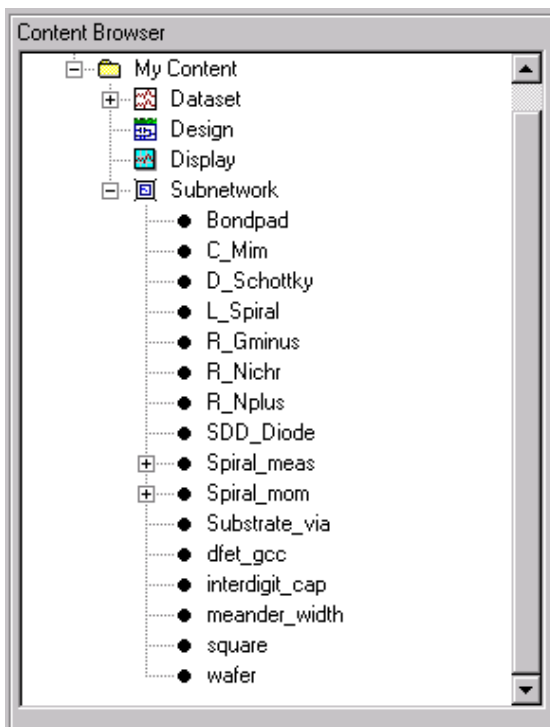 Content Browser
My Content
Dataset
Design
Display
Subnetwork
Bondpad
C_Mim
D_Schottky
L_Spiral
R_Gminus
R_Nichr
R_Nplus
SDD_Diode
Spiral_meas
Spiral_mom
Substrate_via
dfet_gcc
interdigit_cap
meander_width
square
wafer